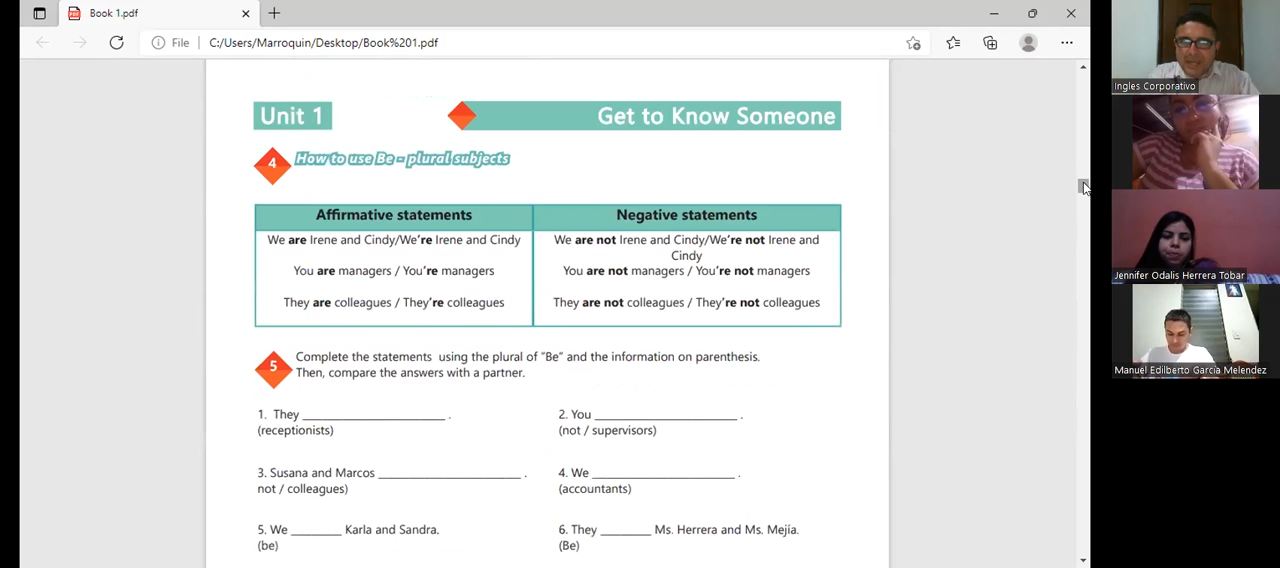 Book 1.pdf
File
C:/Users/Marroquin/Desktop/Book%201.pdf
Unit 1
Get to Know Someone
4
How to use Be - plural subjects
Affirmative statements
Negative statements
We are Irene and Cindy/We're Irene and Cindy
We are not Irene and Cindy/We're not Irene and
Cindy
You are managers / You're managers
You are not managers / You're not managers
They are colleagues / They're colleagues
They are not colleagues / They're not colleagues
5
Complete the statements using the plural of "Be" and the information on parenthesis.
Then, compare the answers with a partner.
1. They ______________________ .
2. You ______________________ .
(receptionists)
(not / supervisors)
3. Susana and Marcos ______________________ .
4. We ______________________ .
not / colleagues)
(accountants)
5. We ________ Karla and Sandra.
6. They ________ Ms. Herrera and Ms. Mejía.
(be)
(Be)
Ingles Corporativo
Jennifer Odalis Herrera Tobar
Manuel Edilberto García Melendez